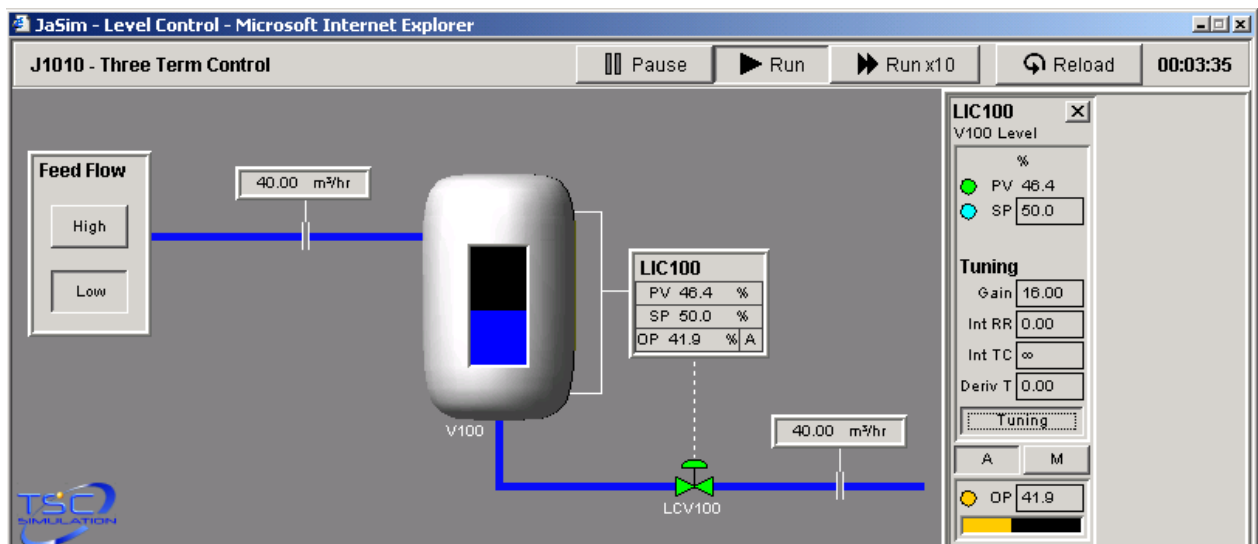 JaSim - Level Control - Microsoft Internet Explorer
J1010 - Three Term Control
Pause
Run
Run x10
Reload
00:03:35
Feed Flow
High
Low
40.00 m³/hr
V100
LIC100
PV 46.4 %
SP 50.0 %
OP 41.9 % A
40.00 m³/hr
LCV100
TSC
SIMULATION
LIC100
V100 Level
%
PV 46.4
SP 50.0
Tuning
Gain 16.00
Int RR 0.00
Int TC ∞
Deriv T 0.00
Tuning
A M
OP 41.9